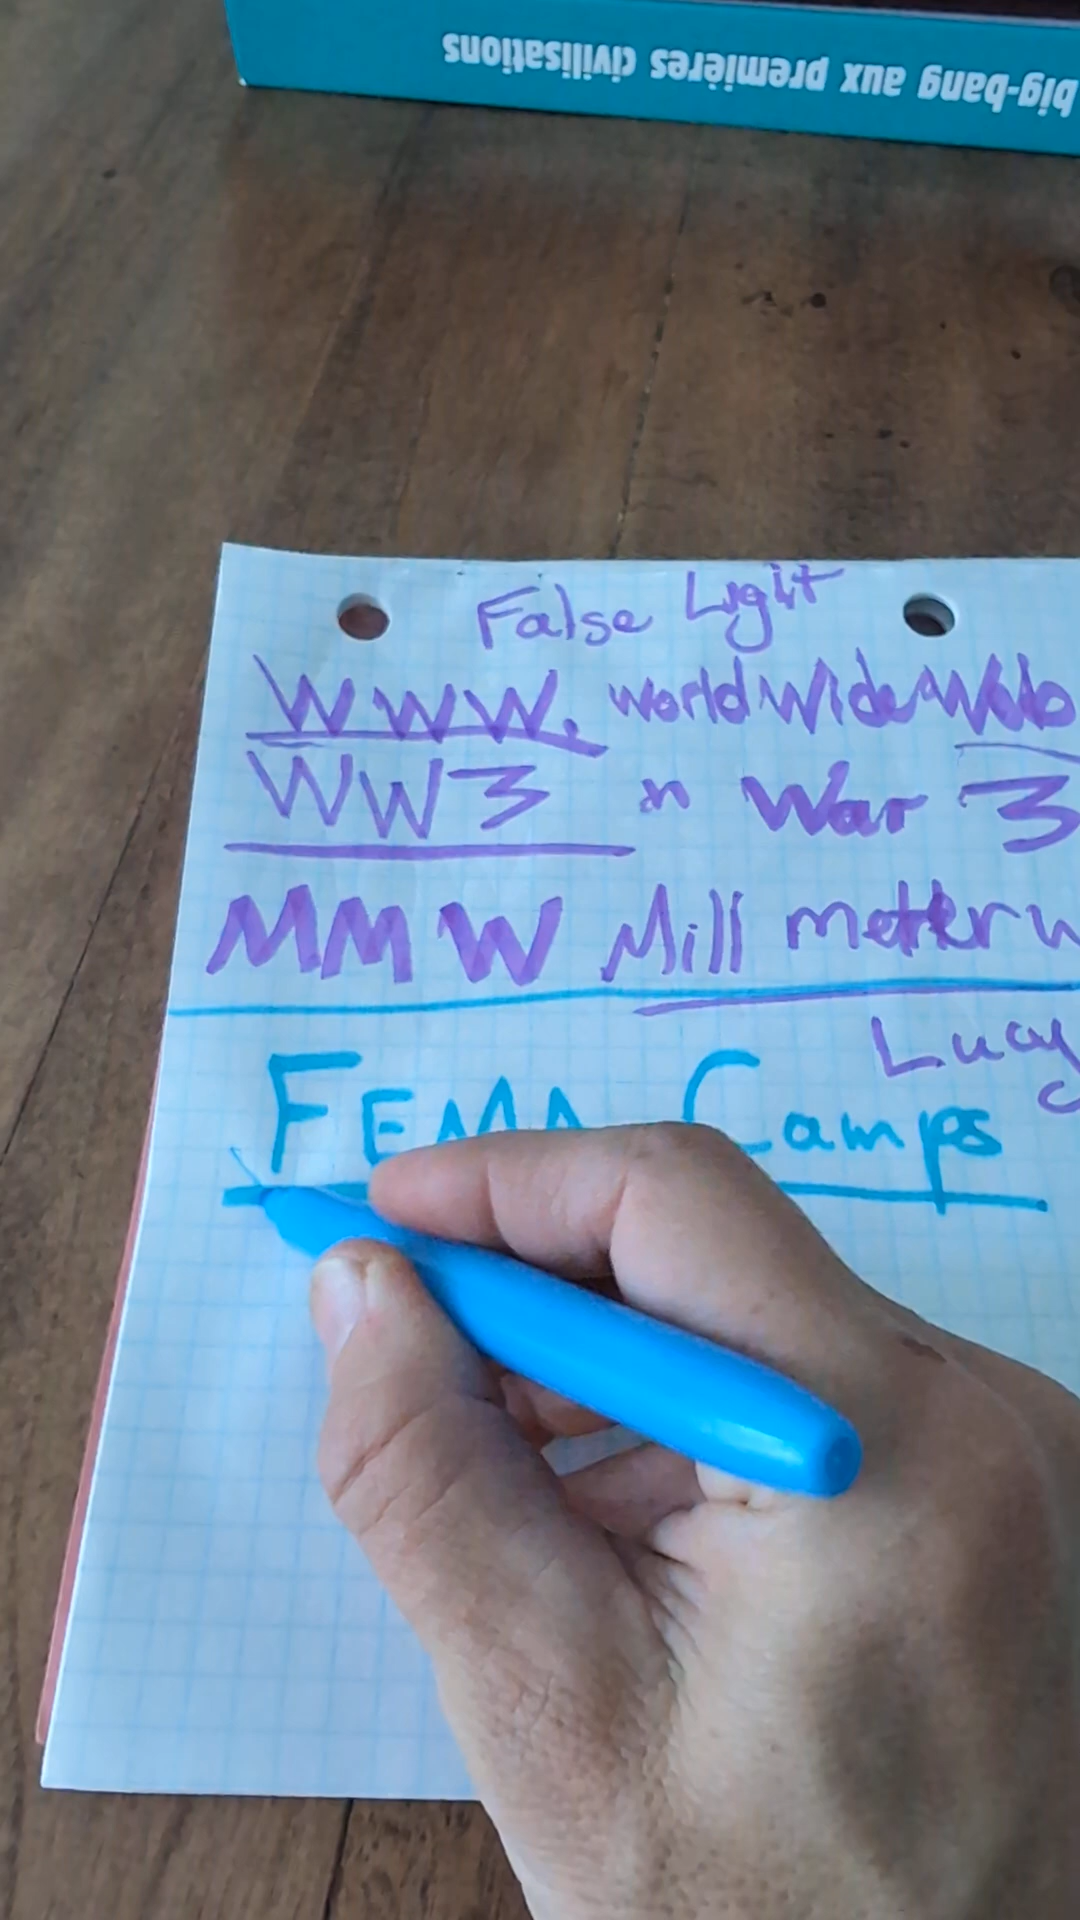 big-bang aux premières civilisations
False Light
WWW. World Wide Web
WW3 War 3
MMW Mill meter w
Lucy
FEMA Camps